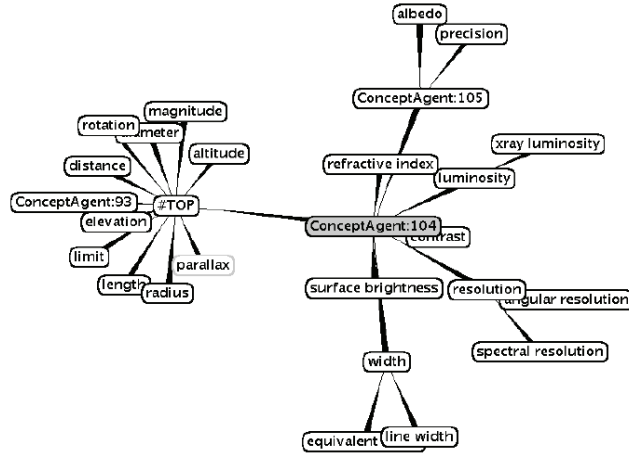 albedo
precision
ConceptAgent:105
magnitude
rotation
distance
altitude
xray luminosity
refractive index
luminosity
ConceptAgent:93
#TOP
elevation
ConceptAgent:104
contrast
limit
parallax
length
radius
surface brightness
resolution
angular resolution
spectral resolution
width
equivalent
line width